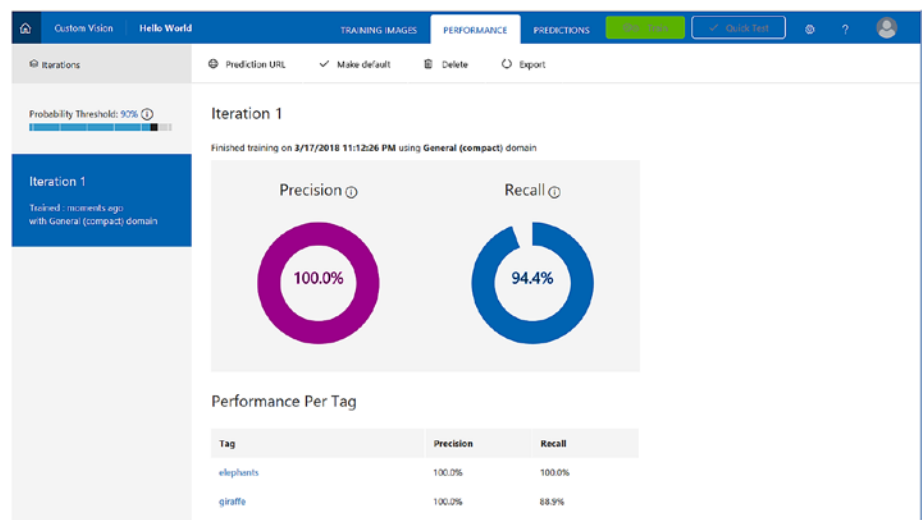 Custom Vision Hello World TRAINING IMAGES PERFORMANCE PREDICTIONS Train Quick Test ?
Iterations Prediction URL Make default Delete Export
Probability Threshold: 90%
Iteration 1
Finished training on 3/17/2018 11:12:26 PM using General (compact) domain
Iteration 1
Trained : moments ago
with General (compact) domain
Precision Recall
100.0% 94.4%
Performance Per Tag
Tag Precision Recall
elephants 100.0% 100.0%
giraffe 100.0% 88.9%